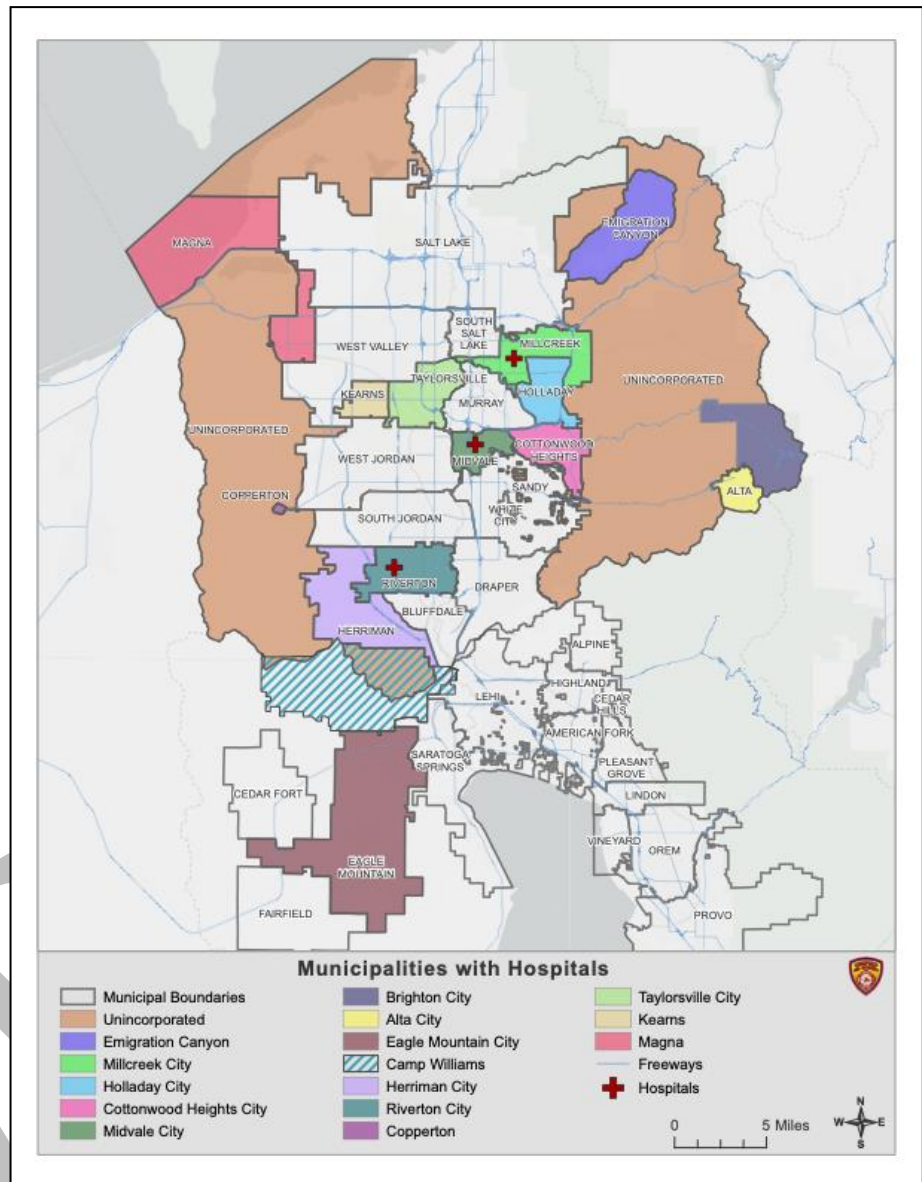 EMIGRATION
CANYON
MAGNA
SALT LAKE
SOUTH
SALT
LAKE
MILLCREEK
WEST VALLEY
TAYLORSVILLE
UNINCORPORATED
KEARNS
HOLLADAY
MURRAY
UNINCORPORATED
COTTONWOOD
HEIGHTS
WEST JORDAN
MIDVALE
SANDY
ALTA
COPPERTON
WHITE
CITY
SOUTH JORDAN
RIVERTON
DRAPER
BLUFFDALE
HERRIMAN
ALPINE
HIGHLAND
LEHI
CEDAR
HILLS
AMERICAN FORK
SARATOGA
SPRINGS
PLEASANT
GROVE
CEDAR FORT
LINDON
VINEYARD
OREM
EAGLE
MOUNTAIN
FAIRFIELD
PROVO
Municipalities with Hospitals
Municipal Boundaries
Unincorporated
Emigration Canyon
Millcreek City
Holladay City
Cottonwood Heights City
Midvale City
Brighton City
Alta City
Eagle Mountain City
Camp Williams
Herriman City
Riverton City
Copperton
Taylorsville City
Kearns
Magna
Freeways
Hospitals
0 5 Miles
N
W E
S